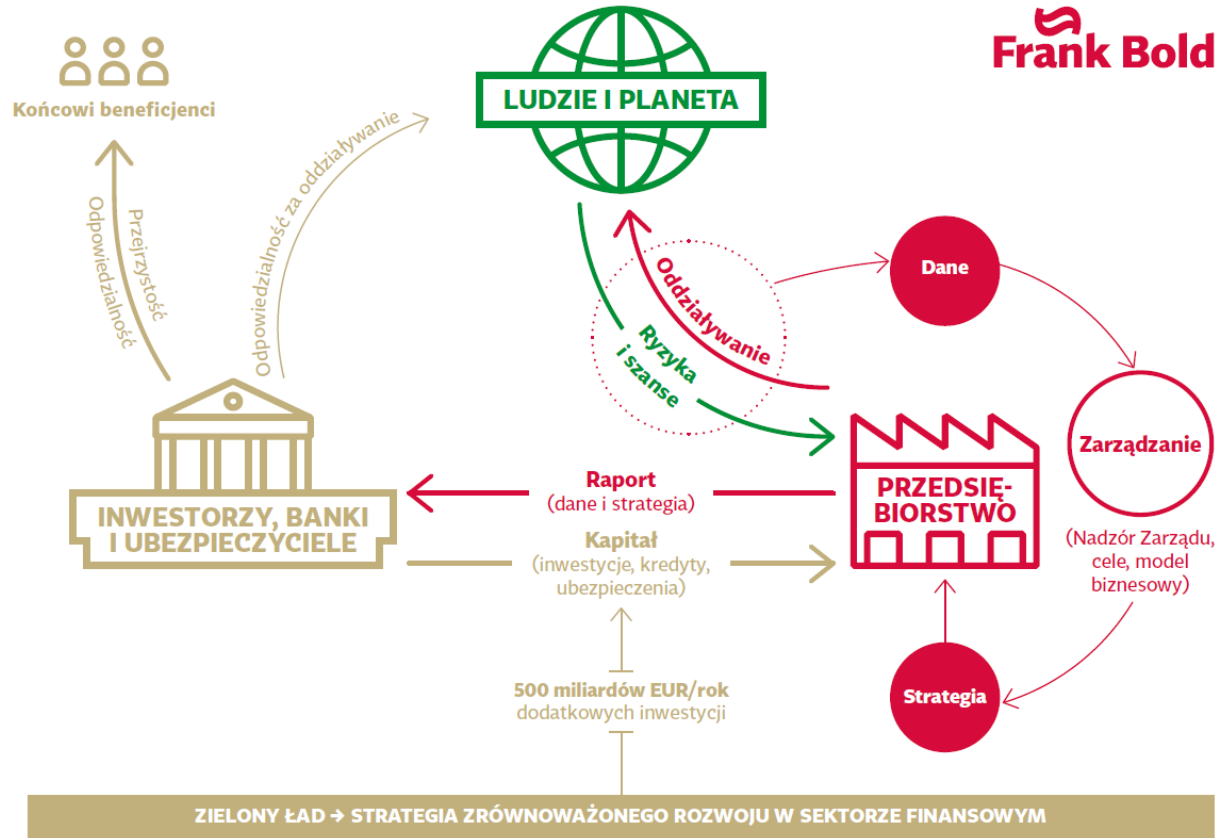 Frank Bold
Końcowi beneficjenci
LUDZIE I PLANETA
Przejrzystość
Odpowiedzialność
Odpowiedzialność za oddziaływanie
Oddziaływanie
Ryzyka
i szanse
Dane
Zarządzanie
(Nadzór Zarządu,
cele, model
biznesowy)
Strategia
PRZEDSIĘ-
BIORSTWO
Raport
(dane i strategia)
INWESTORZY, BANKI
I UBEZPIECZYCIELE
Kapitał
(inwestycje, kredyty,
ubezpieczenia)
500 miliardów EUR/rok
dodatkowych inwestycji
ZIELONY ŁAD → STRATEGIA ZRÓWNOWAŻONEGO ROZWOJU W SEKTORZE FINANSOWYM